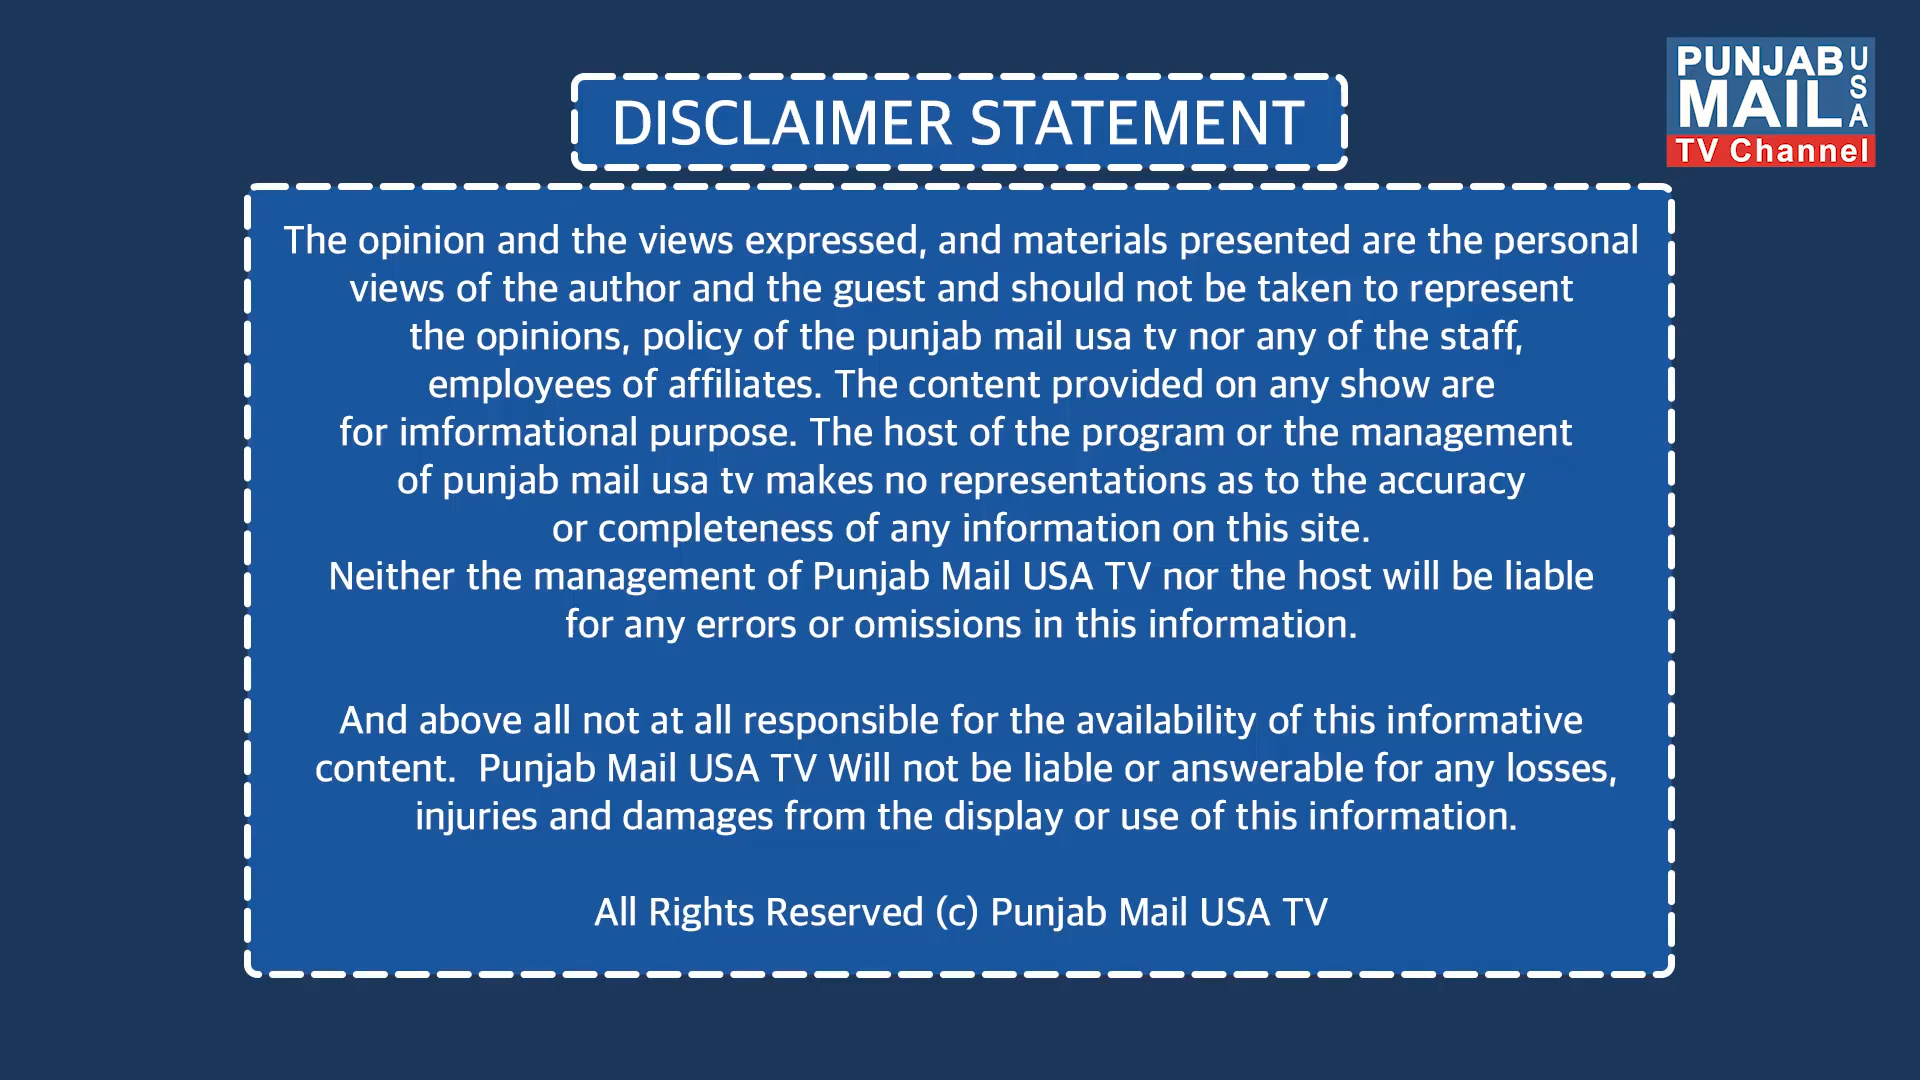 DISCLAIMER STATEMENT
PUNJAB USA
MAIL
TV Channel
The opinion and the views expressed, and materials presented are the personal
views of the author and the guest and should not be taken to represent
the opinions, policy of the punjab mail usa tv nor any of the staff,
employees of affiliates. The content provided on any show are
for imformational purpose. The host of the program or the management
of punjab mail usa tv makes no representations as to the accuracy
or completeness of any information on this site.
Neither the management of Punjab Mail USA TV nor the host will be liable
for any errors or omissions in this information.
And above all not at all responsible for the availability of this informative
content.  Punjab Mail USA TV Will not be liable or answerable for any losses,
injuries and damages from the display or use of this information.
All Rights Reserved (c) Punjab Mail USA TV